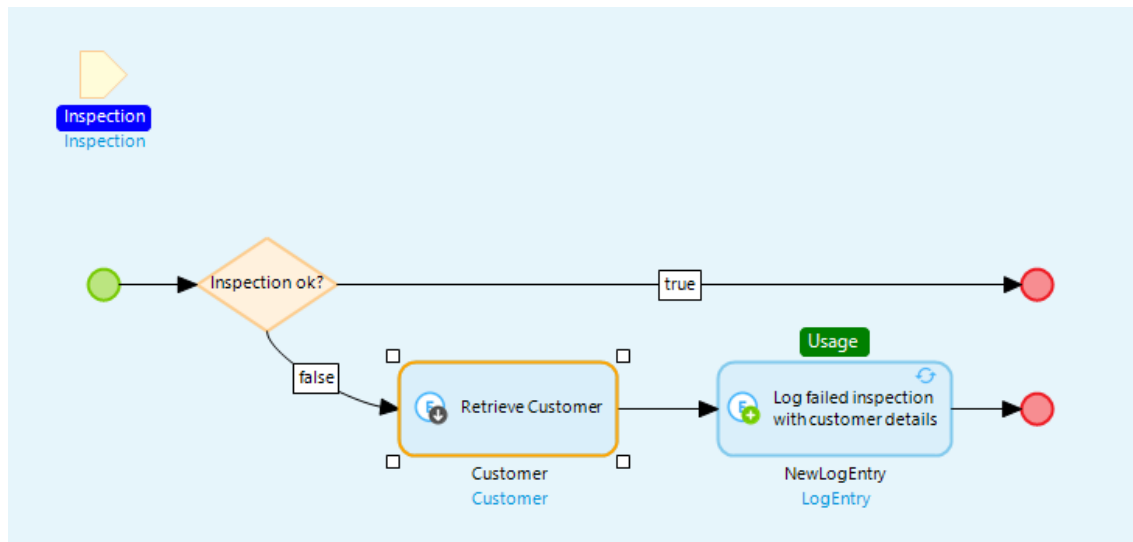 Inspection
Inspection
Inspection ok?
true
false
Usage
Retrieve Customer
Log failed inspection
with customer details
Customer
Customer
NewLogEntry
LogEntry